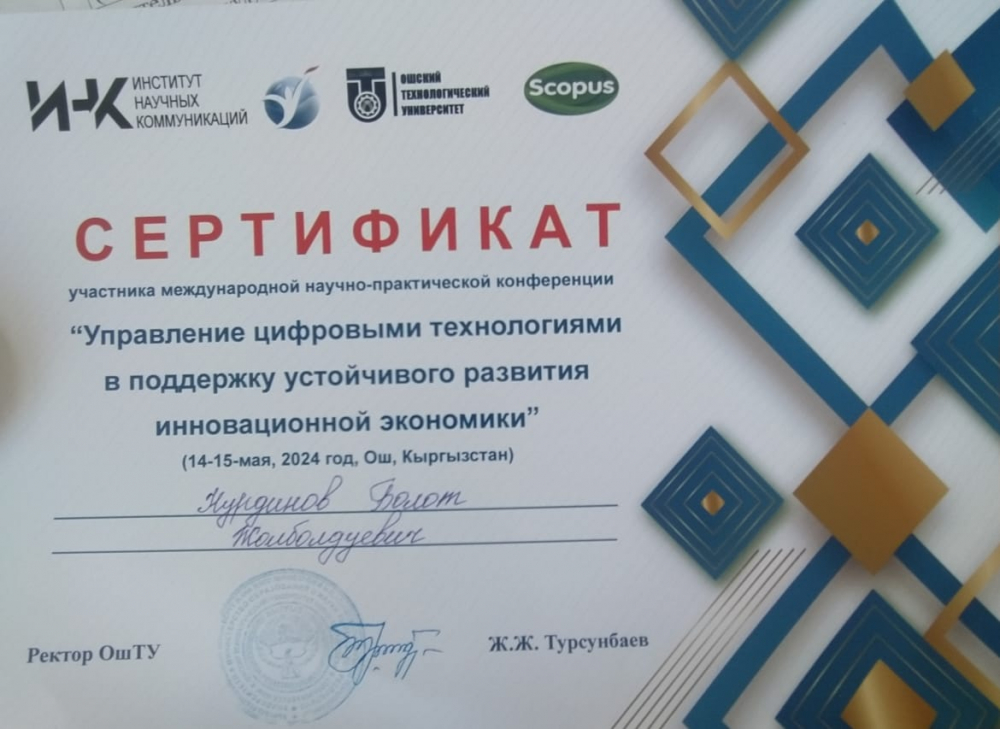 ИНК ИНСТИТУТ
НАУЧНЫХ
КОММУНИКАЦИЙ
ОШСКИЙ
ТЕХНОЛОГИЧЕСКИЙ
УНИВЕРСИТЕТ
Scopus
СЕРТИФИКАТ
участника международной научно-практической конференции
“Управление цифровыми технологиями
в поддержку устойчивого развития
инновационной экономики”
(14-15-мая, 2024 год, Ош, Кыргызстан)
Нурдинов Болот
Жолболдуевич
Ректор ОшТУ
Ж.Ж. Турсунбаев